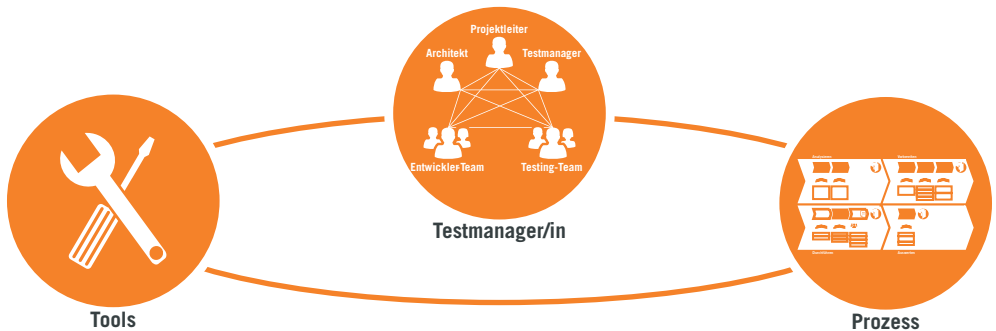 Projektleiter
Architekt
Testmanager
Entwickler-Team
Testing-Team
Testmanager/in
Tools
Prozess